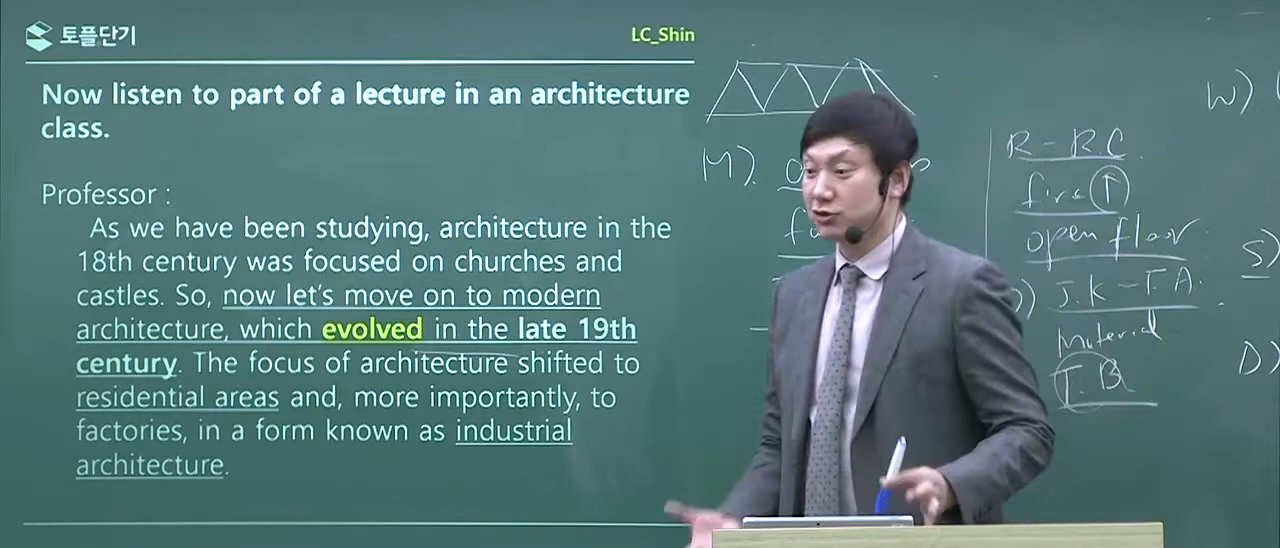 토플단기
LC_Shin
Now listen to part of a lecture in an architecture
class.
Professor :
As we have been studying, architecture in the
18th century was focused on churches and
castles. So, now let's move on to modern
architecture, which evolved in the late 19th
century. The focus of architecture shifted to
residential areas and, more importantly, to
factories, in a form known as industrial
architecture.
M).
R - R.C
fire ↑
open floor
J.K - T.A.
material
T.B
W)
S)
D)